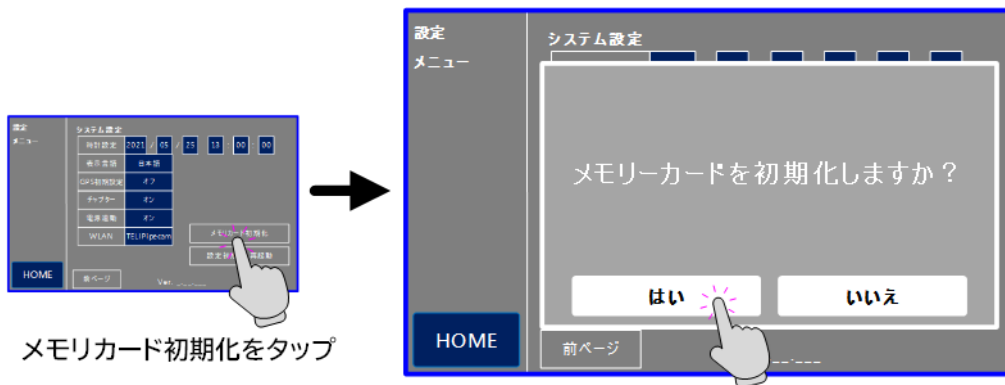 設定
メニュー
システム設定
時計設定 2021 / 05 / 25 13 : 00 : 00
表示言語 日本語
GPS初期設定 オフ
チャプター オン
電源連動 オン
WLAN TELIPipecam
メモリカード初期化
HOME
前ページ
Ver. _._.__.___
メモリカード初期化をタップ
設定
メニュー
システム設定
メモリーカードを初期化しますか？
はい
いいえ
HOME
前ページ